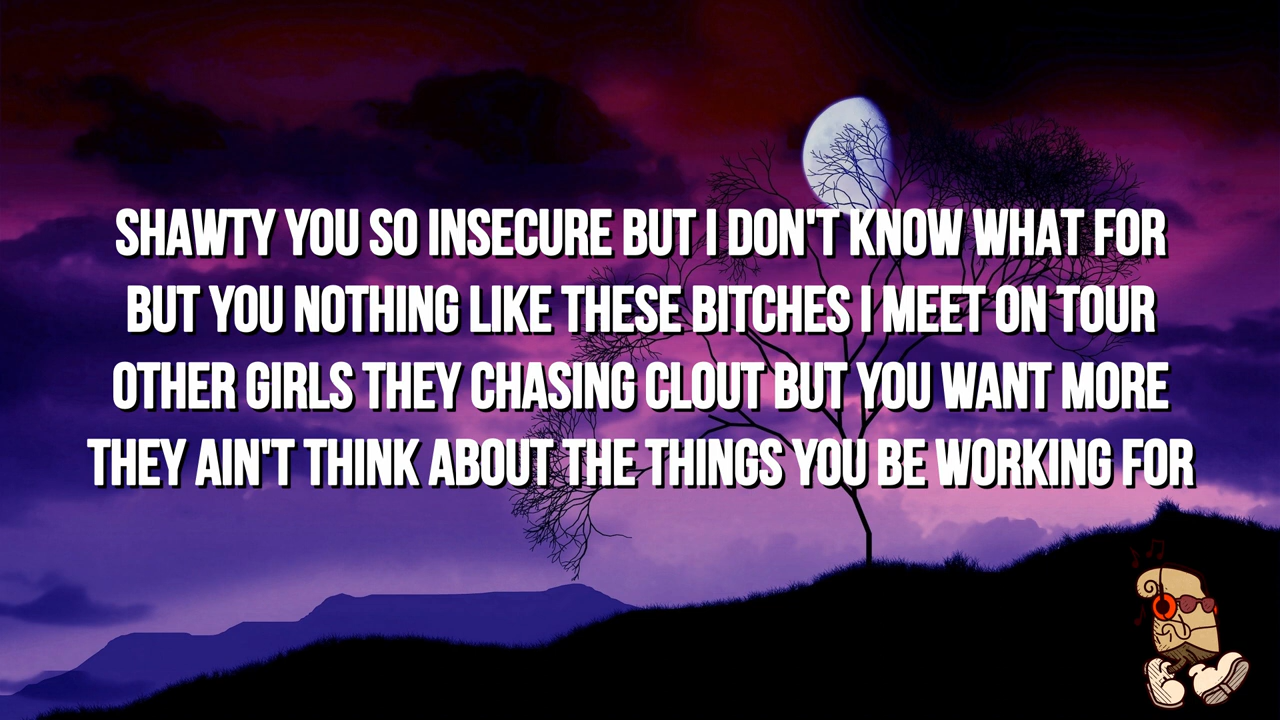 SHAWTY YOU SO INSECURE BUT I DON'T KNOW WHAT FOR
BUT YOU NOTHING LIKE THESE BITCHES I MEET ON TOUR
OTHER GIRLS THEY CHASING CLOUT BUT YOU WANT MORE
THEY AIN'T THINK ABOUT THE THINGS YOU BE WORKING FOR